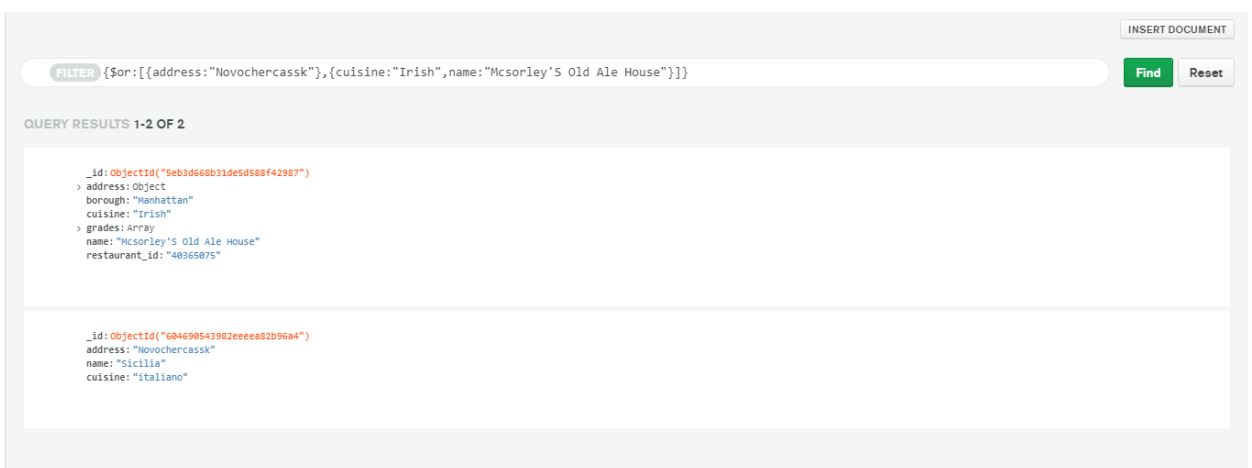 INSERT DOCUMENT
FILTER {$or:[{address:"Novochercassk"},{cuisine:"Irish",name:"Mcsorley'S Old Ale House"}]} Find Reset
QUERY RESULTS 1-2 OF 2
_id:ObjectId("5eb3d668b31de5d588f42987")
> address:Object
borough:"Manhattan"
cuisine:"Irish"
> grades:Array
name:"Mcsorley'S Old Ale House"
restaurant_id:"40365075"
_id:ObjectId("604690543982eeeea82b96a4")
address:"Novochercassk"
name:"Sicilia"
cuisine:"italiano"